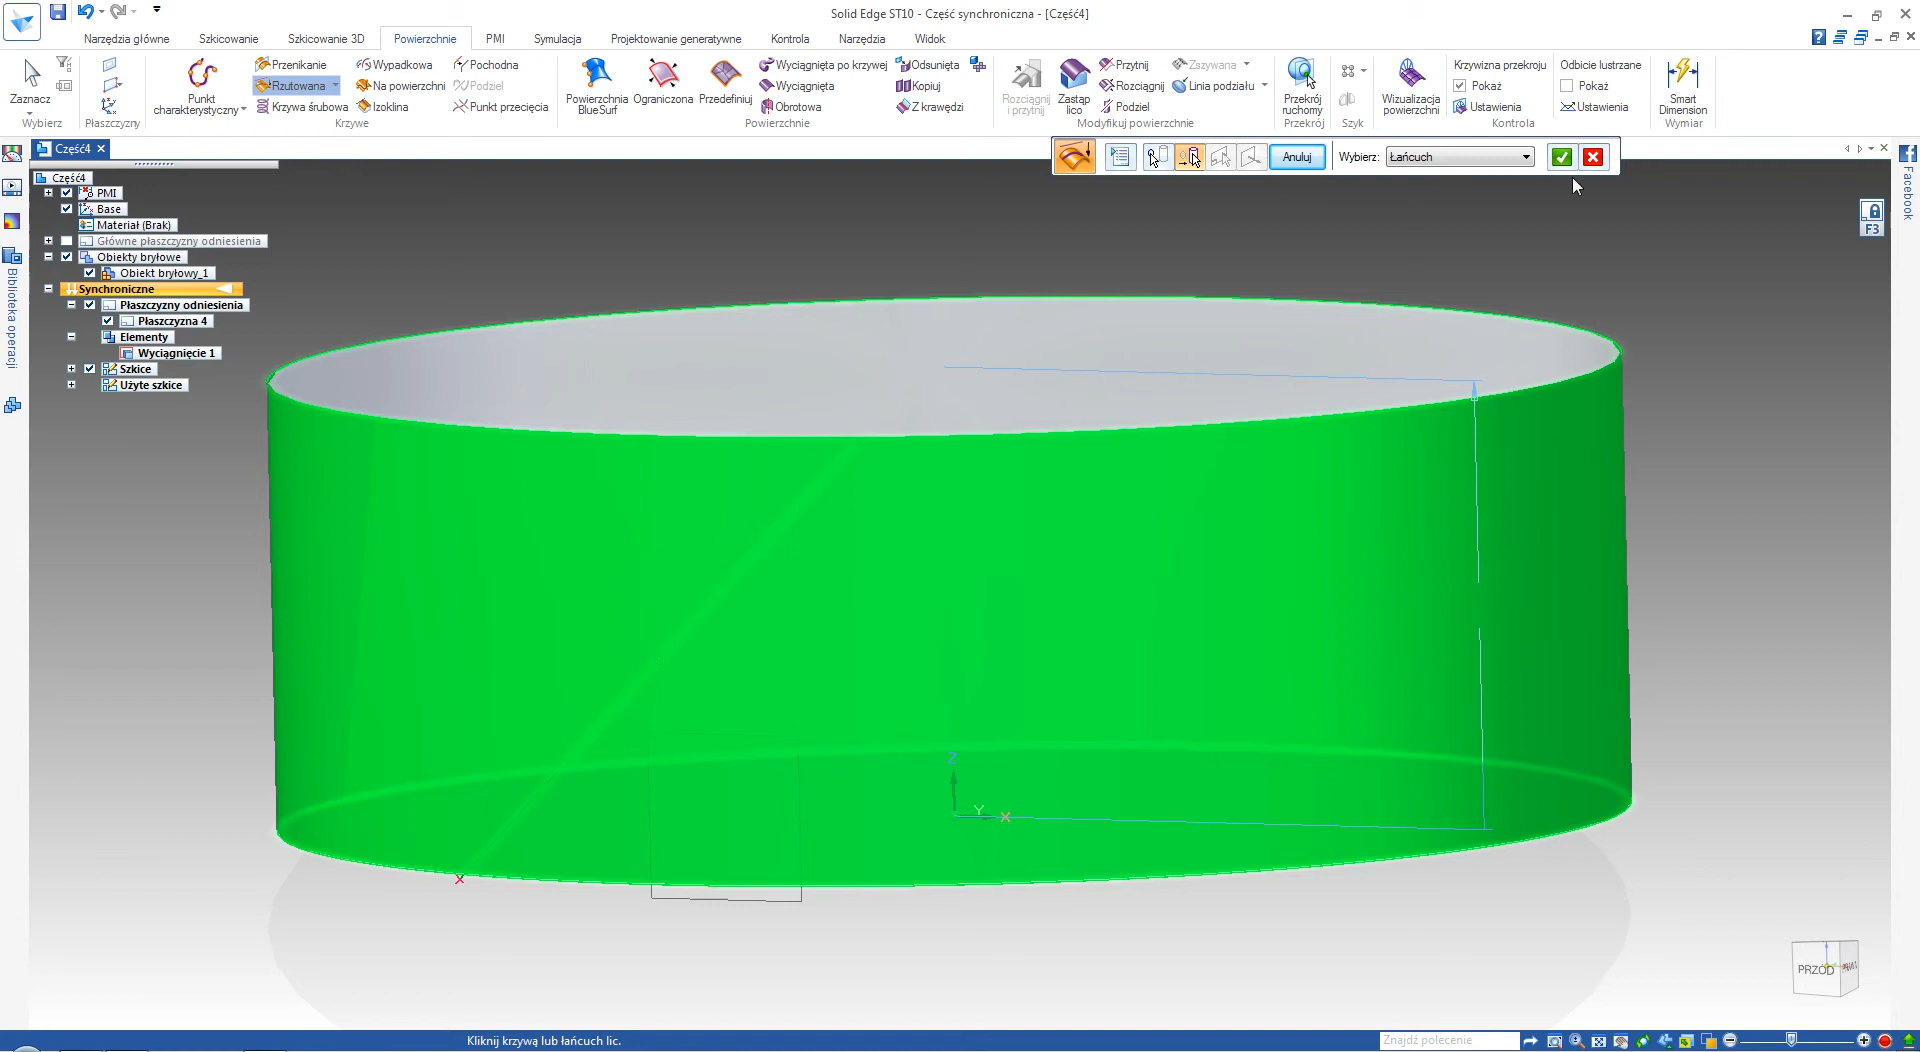 Solid Edge ST10 - Część synchroniczna - [Część4]
Narzędzia główne
Szkicowanie
Szkicowanie 3D
Powierzchnie
PMI
Symulacja
Projektowanie generatywne
Kontrola
Narzędzia
Widok
Zaznacz
Wybierz
Płaszczyzny
Punkt charakterystyczny
Przenikanie
Rzutowana
Krzywa śrubowa
Wypadkowa
Na powierzchni
Izoklina
Pochodna
Podziel
Punkt przecięcia
Krzywe
Powierzchnia BlueSurf
Ograniczona
Przedefiniuj
Wyciągnięta po krzywej
Wyciągnięta
Obrotowa
Odsunięta
Kopiuj
Z krawędzi
Powierzchnie
Rozciągnij i przytnij
Zastąp lico
Przytnij
Rozciągnij
Podziel
Zszywana
Linia podziału
Modyfikuj powierzchnie
Przekrój ruchomy
Przekrój
Szyk
Wizualizacja powierzchni
Krzywizna przekroju
Pokaż
Ustawienia
Odbicie lustrzane
Pokaż
Ustawienia
Kontrola
Smart Dimension
Wymiar
Część4
Anuluj
Wybierz:
Łańcuch
Część4
PMI
Base
Materiał (Brak)
Główne płaszczyzny odniesienia
Obiekty bryłowe
Obiekt bryłowy_1
Synchroniczne
Płaszczyzny odniesienia
Płaszczyzna 4
Elementy
Wyciągnięcie 1
Szkice
Użyte szkice
Biblioteka operacji
Facebook
F3
Z
Y
PRZÓD
Kliknij krzywą lub łańcuch lic.
Znajdź polecenie